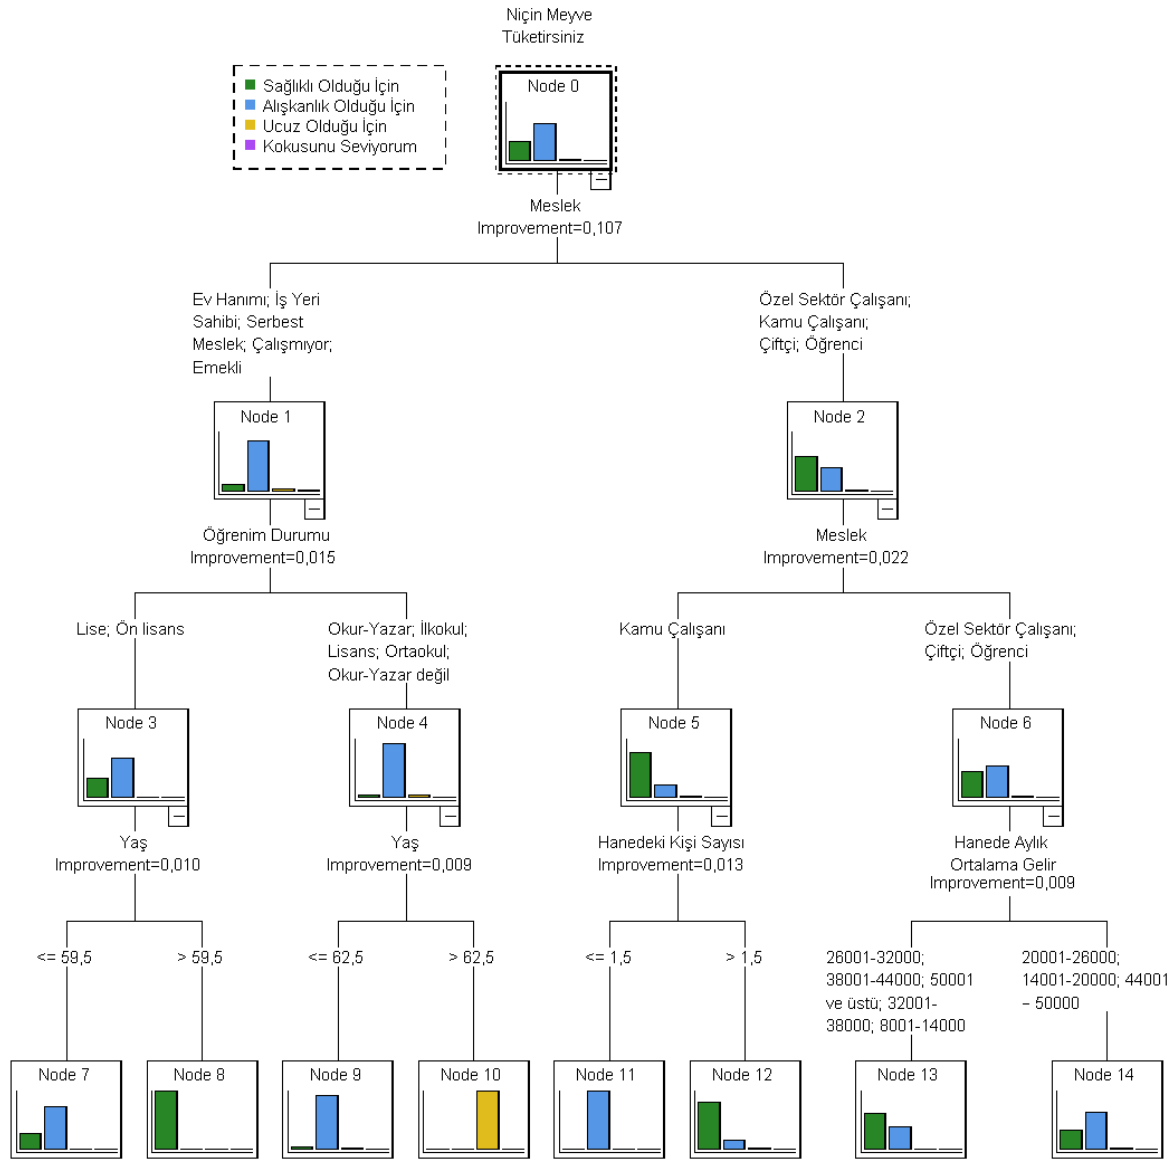 Niçin Meyve
Tüketirsiniz
Sağlıklı Olduğu İçin
Alışkanlık Olduğu İçin
Ucuz Olduğu İçin
Kokusunu Seviyorum
Node 0
Meslek
Improvement=0,107
Ev Hanımı; İş Yeri
Sahibi; Serbest
Meslek; Çalışmıyor;
Emekli
Özel Sektör Çalışanı;
Kamu Çalışanı;
Çiftçi; Öğrenci
Node 1
Node 2
Öğrenim Durumu
Improvement=0,015
Meslek
Improvement=0,022
Lise; Ön lisans
Okur-Yazar; İlkokul;
Lisans; Ortaokul;
Okur-Yazar değil
Kamu Çalışanı
Özel Sektör Çalışanı;
Çiftçi; Öğrenci
Node 3
Node 4
Node 5
Node 6
Yaş
Improvement=0,010
Yaş
Improvement=0,009
Hanedeki Kişi Sayısı
Improvement=0,013
Hanede Aylık
Ortalama Gelir
Improvement=0,009
<= 59,5
> 59,5
<= 62,5
> 62,5
<= 1,5
> 1,5
26001-32000;
38001-44000; 50001
ve üstü; 32001-
38000; 8001-14000
20001-26000;
14001-20000; 44001
– 50000
Node 7
Node 8
Node 9
Node 10
Node 11
Node 12
Node 13
Node 14